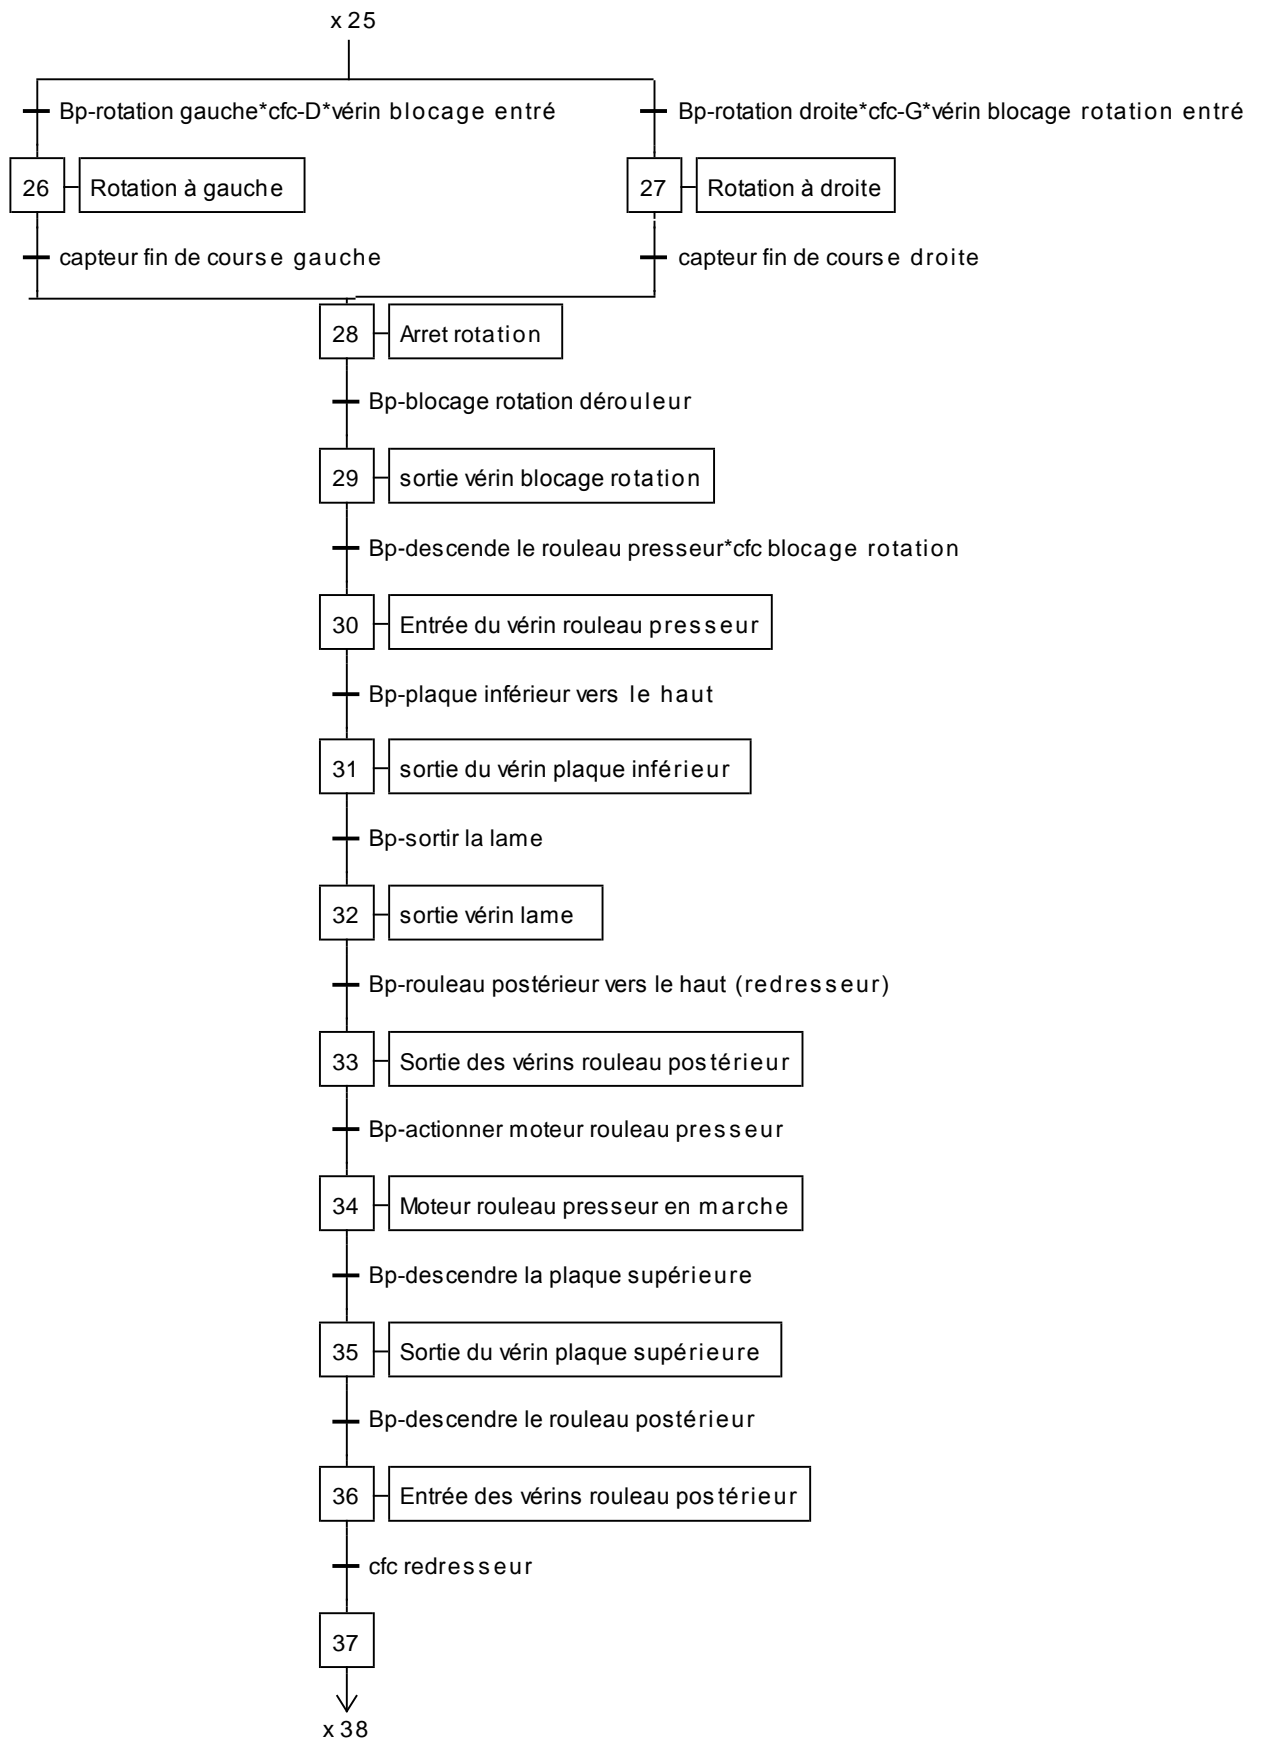 x 25
Bp-rotation gauche*cfc-D*vérin blocage entré
Bp-rotation droite*cfc-G*vérin blocage rotation entré
26
Rotation à gauche
27
Rotation à droite
capteur fin de course gauche
capteur fin de course droite
28
Arret rotation
Bp-blocage rotation dérouleur
29
sortie vérin blocage rotation
Bp-descende le rouleau presseur*cfc blocage rotation
30
Entrée du vérin rouleau presseur
Bp-plaque inférieur vers le haut
31
sortie du vérin plaque inférieur
Bp-sortir la lame
32
sortie vérin lame
Bp-rouleau postérieur vers le haut (redresseur)
33
Sortie des vérins rouleau postérieur
Bp-actionner moteur rouleau presseur
34
Moteur rouleau presseur en marche
Bp-descendre la plaque supérieure
35
Sortie du vérin plaque supérieure
Bp-descendre le rouleau postérieur
36
Entrée des vérins rouleau postérieur
cfc redresseur
37
x 38